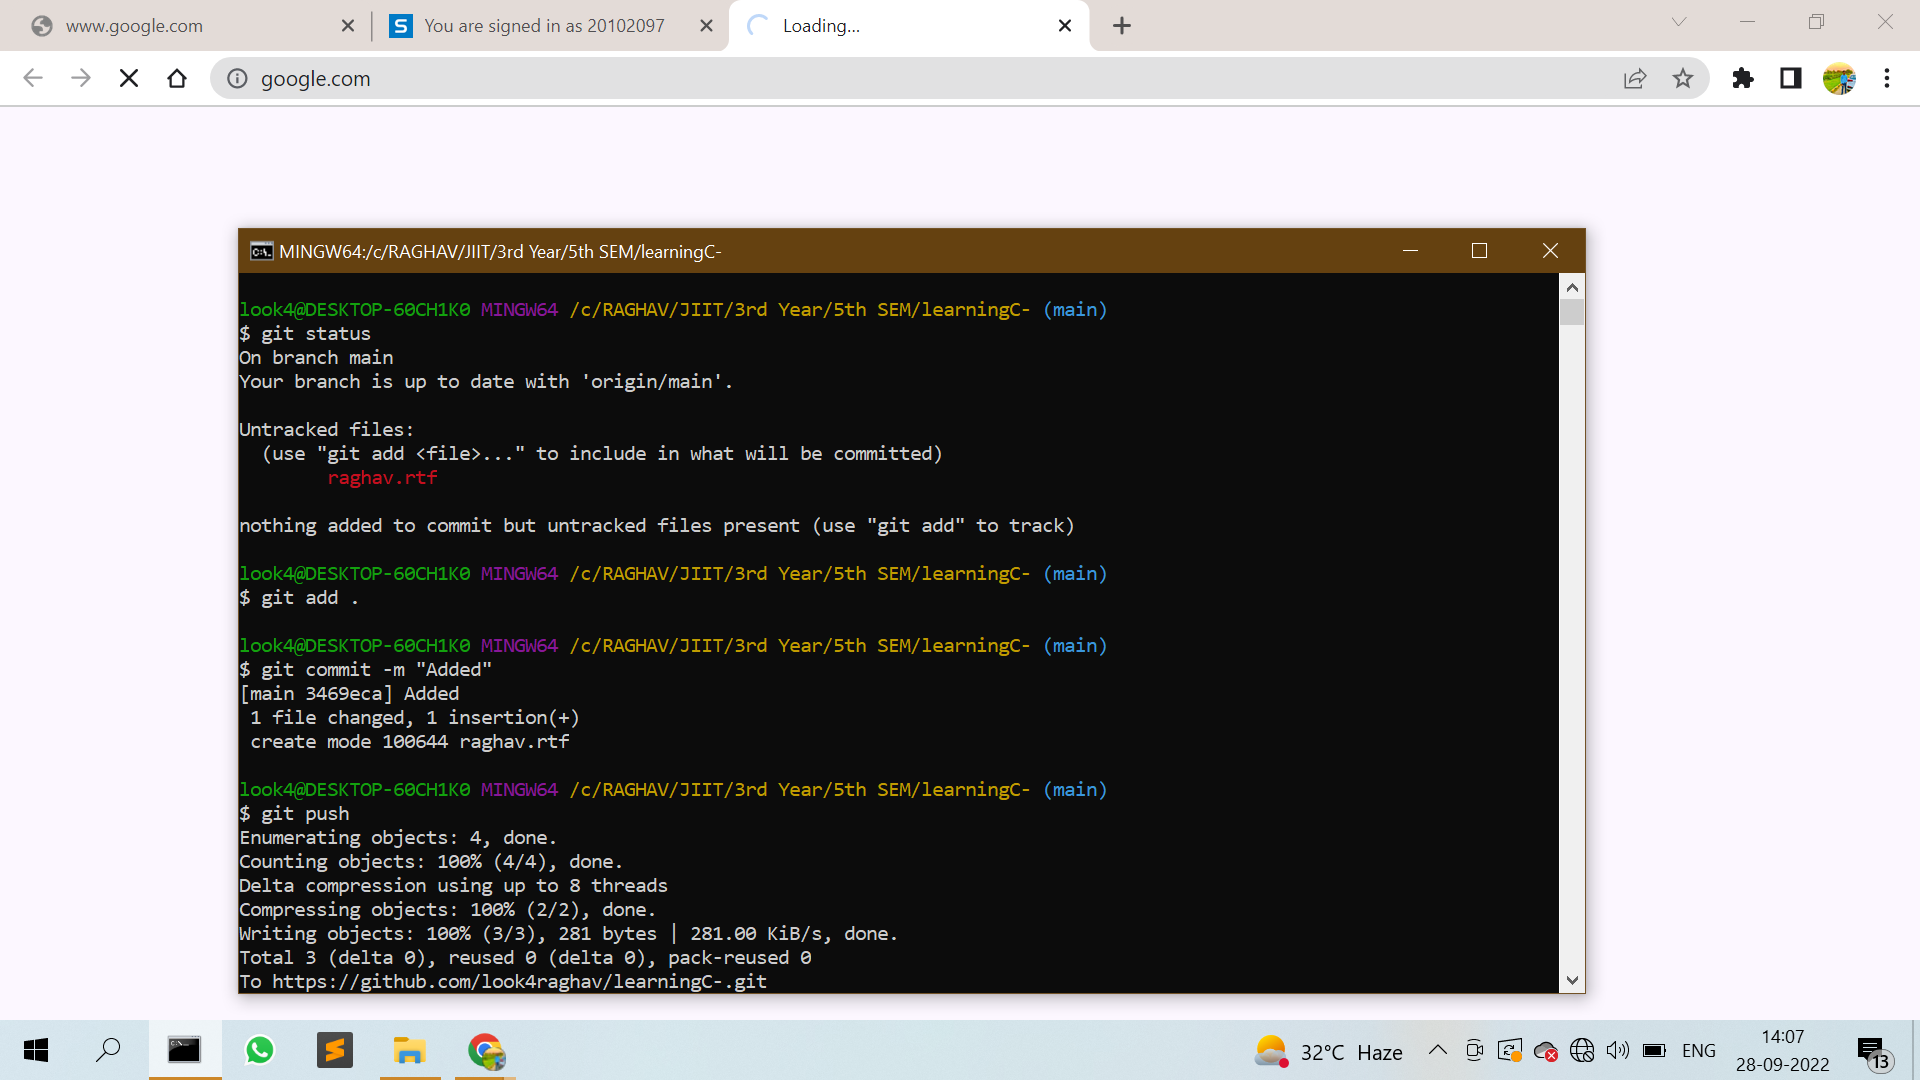 www.google.com
You are signed in as 20102097
Loading...
google.com
MINGW64:/c/RAGHAV/JIIT/3rd Year/5th SEM/learningC-
look4@DESKTOP-60CH1K0 MINGW64 /c/RAGHAV/JIIT/3rd Year/5th SEM/learningC- (main)
$ git status
On branch main
Your branch is up to date with 'origin/main'.
Untracked files:
(use "git add <file>..." to include in what will be committed)
raghav.rtf
nothing added to commit but untracked files present (use "git add" to track)
look4@DESKTOP-60CH1K0 MINGW64 /c/RAGHAV/JIIT/3rd Year/5th SEM/learningC- (main)
$ git add .
look4@DESKTOP-60CH1K0 MINGW64 /c/RAGHAV/JIIT/3rd Year/5th SEM/learningC- (main)
$ git commit -m "Added"
[main 3469eca] Added
1 file changed, 1 insertion(+)
create mode 100644 raghav.rtf
look4@DESKTOP-60CH1K0 MINGW64 /c/RAGHAV/JIIT/3rd Year/5th SEM/learningC- (main)
$ git push
Enumerating objects: 4, done.
Counting objects: 100% (4/4), done.
Delta compression using up to 8 threads
Compressing objects: 100% (2/2), done.
Writing objects: 100% (3/3), 281 bytes | 281.00 KiB/s, done.
Total 3 (delta 0), reused 0 (delta 0), pack-reused 0
To https://github.com/look4raghav/learningC-.git
32°C Haze
ENG
14:07
28-09-2022
13